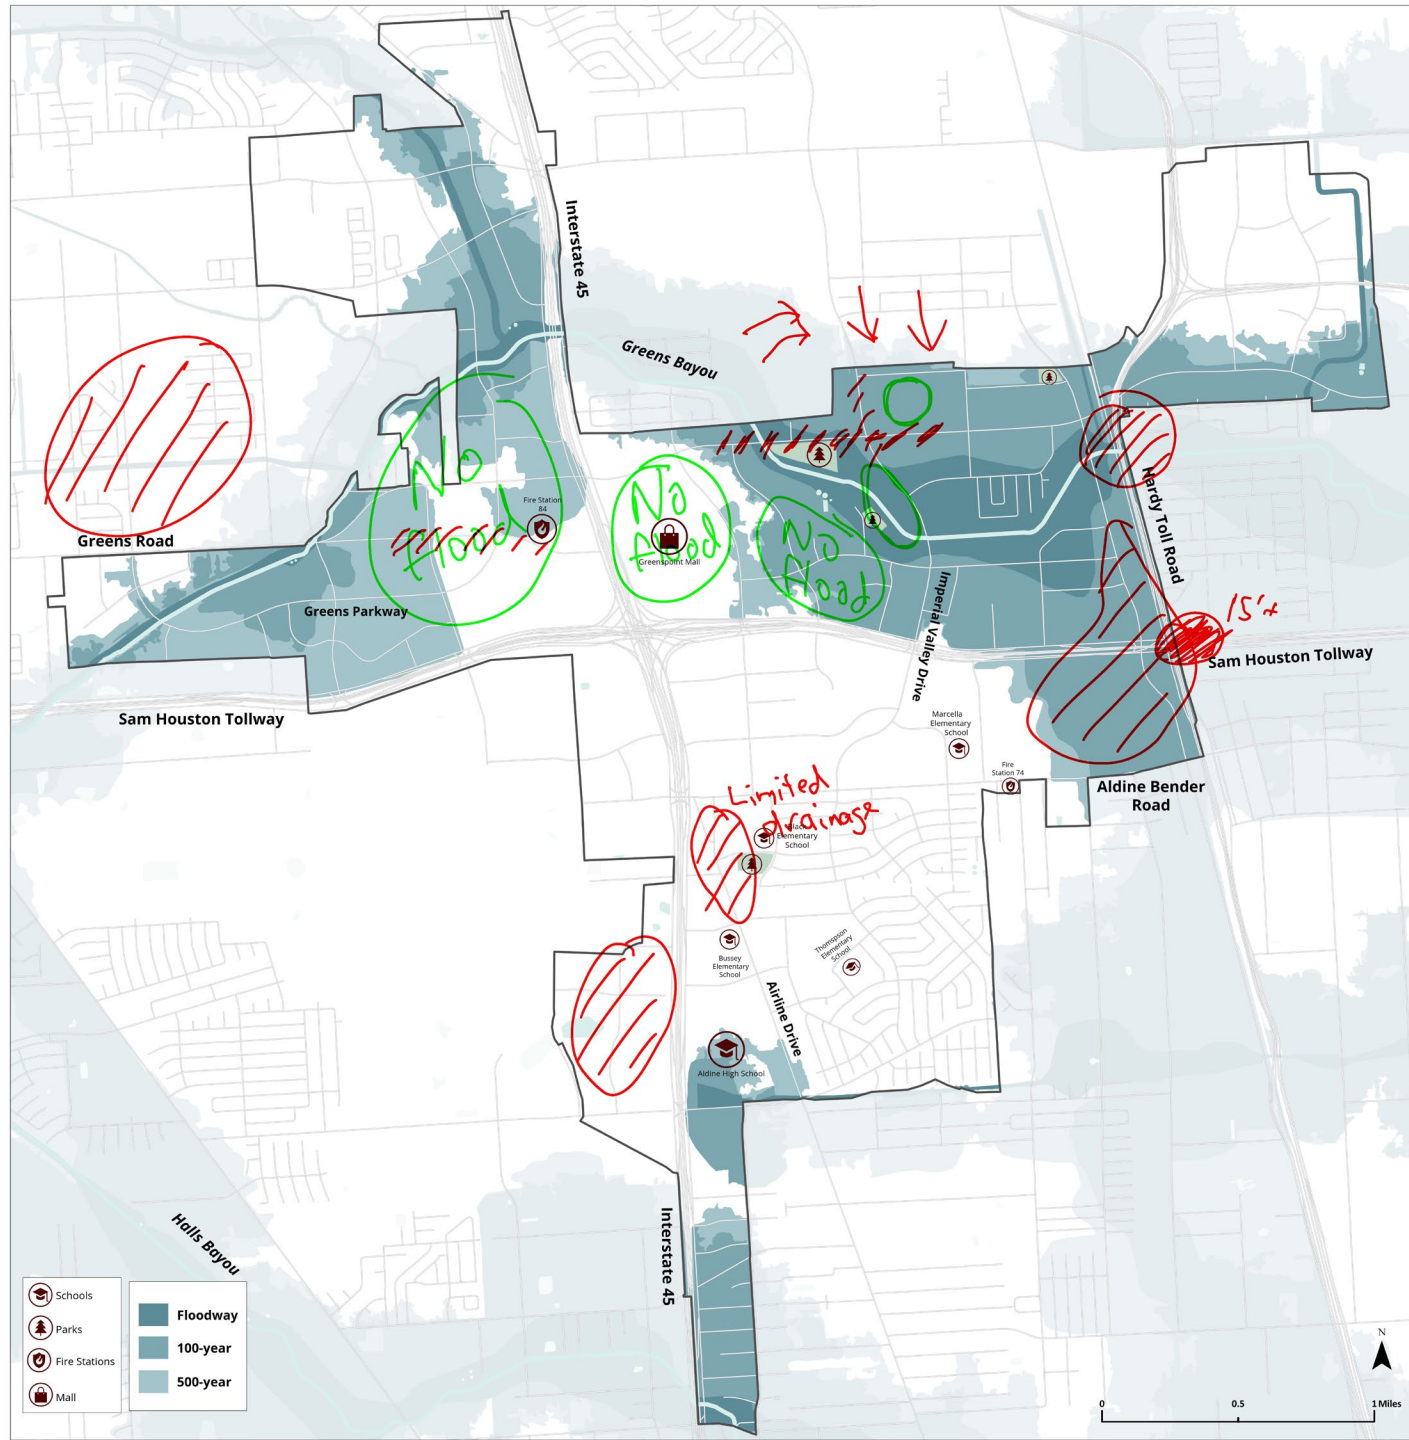 Interstate 45
Greens Bayou
No
flood
No
flood
No
flood
Fire Station
84
Greenspoint Mall
Greens Road
Greens Parkway
Hardy Toll Road
Imperial Valley Drive
15'+
Sam Houston Tollway
Sam Houston Tollway
Marcella
Elementary
School
Fire
Station 74
Aldine Bender
Road
Limited
drainage
Elementary
School
Bussey
Elementary
School
Thomspson
Elementary
School
Airline Drive
Aldine High School
Halls Bayou
Interstate 45
Schools
Parks
Fire Stations
Mall
Floodway
100-year
500-year
N
0 0.5 1 Miles